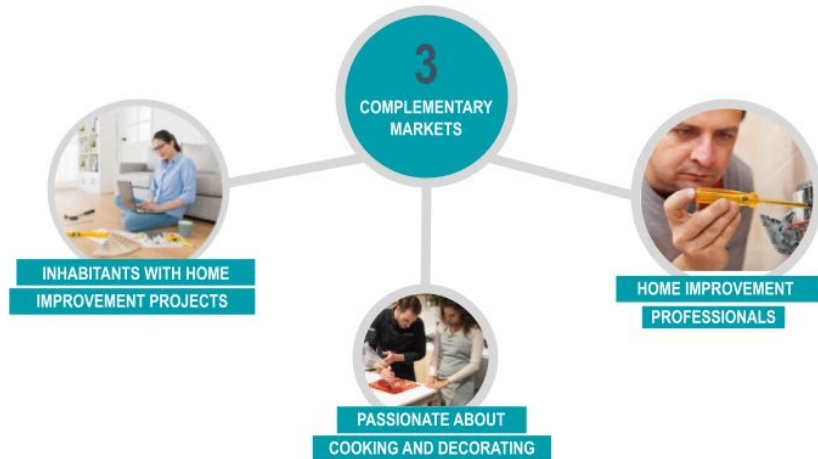 3
COMPLEMENTARY
MARKETS
INHABITANTS WITH HOME
IMPROVEMENT PROJECTS
HOME IMPROVEMENT
PROFESSIONALS
PASSIONATE ABOUT
COOKING AND DECORATING